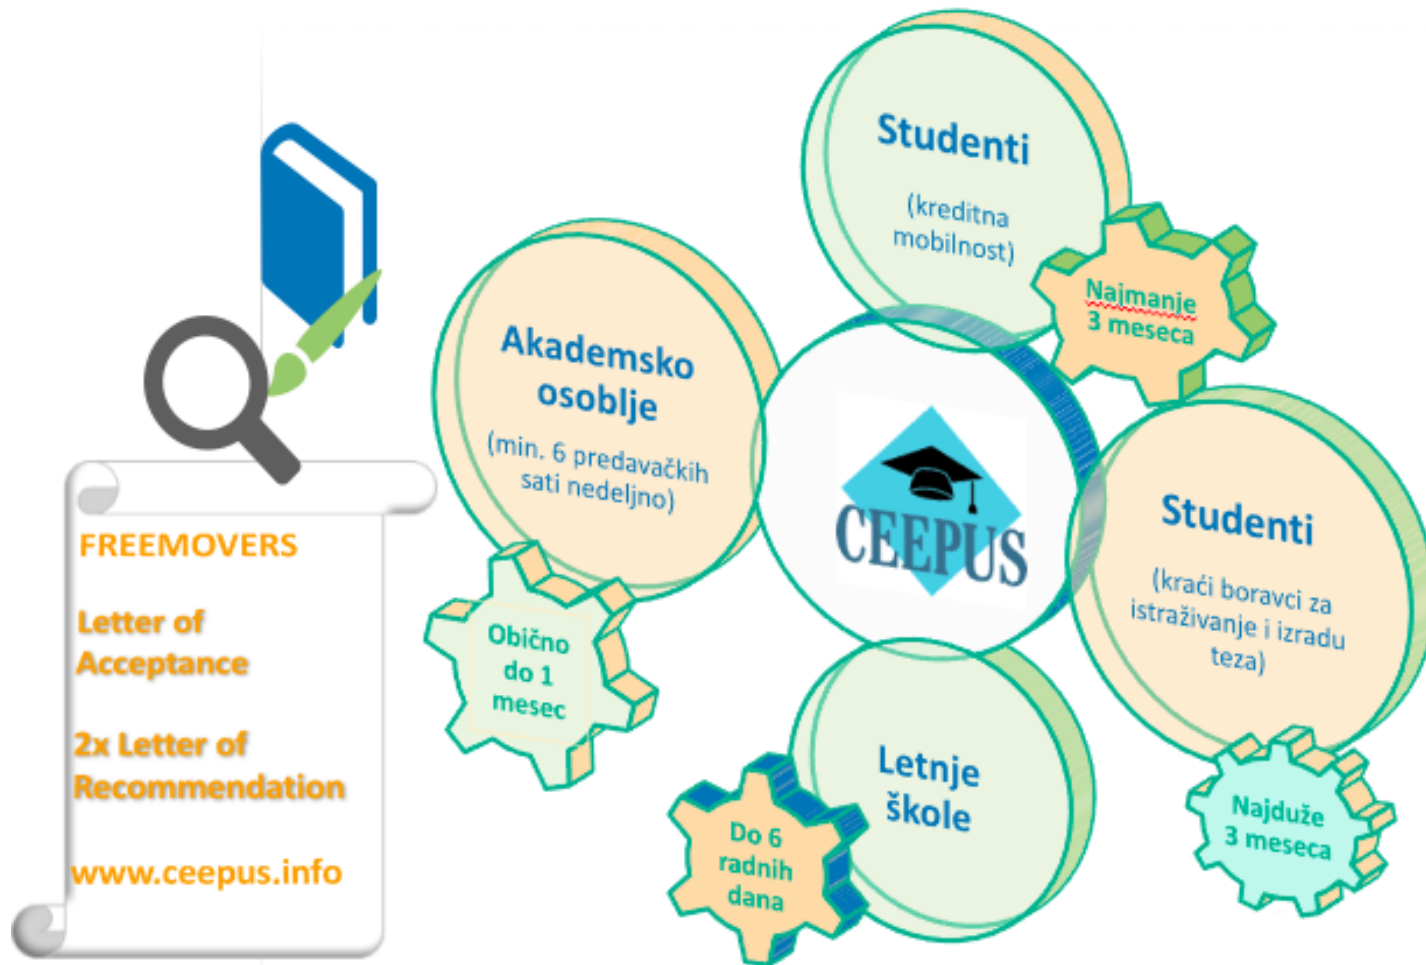 FREEMOVERS
Letter of
Acceptance
2x Letter of
Recommendation
www.ceepus.info
Akademsko
osoblje
(min. 6 predavačkih
sati nedeljno)
Obično
do 1
mesec
Studenti
(kreditna
mobilnost)
Najmanje
3 meseca
CEEPUS
Studenti
(kraći boravci za
istraživanje i izradu
teza)
Najduže
3 meseca
Letnje
škole
Do 6
radnih
dana